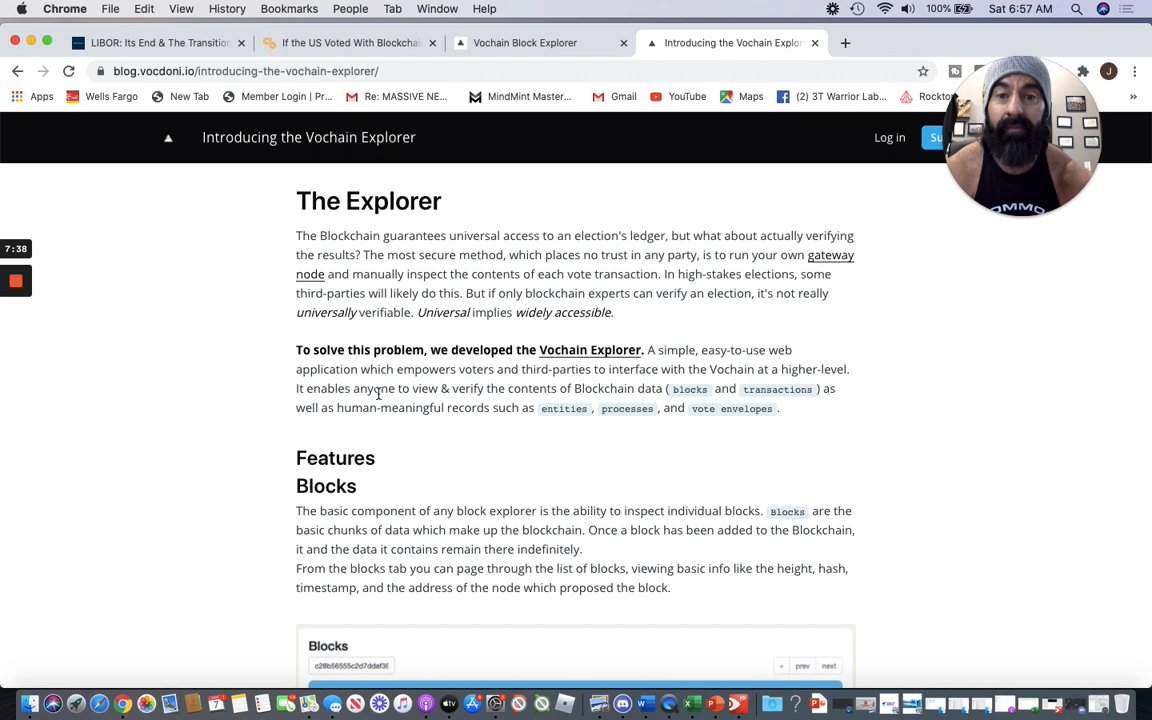 Chrome File Edit View History Bookmarks People Tab Window Help 100% Sat 6:57 AM
LIBOR: Its End & The Transition If the US Voted With Blockcha Vochain Block Explorer Introducing the Vochain Explor
blog.vocdoni.io/introducing-the-vochain-explorer/ J
Apps Wells Fargo New Tab Member Login | Pr... Re: MASSIVE NE... MindMint Master... Gmail YouTube Maps (2) 3T Warrior Lab... Rockto
Introducing the Vochain Explorer Log in Su
The Explorer
The Blockchain guarantees universal access to an election's ledger, but what about actually verifying
the results? The most secure method, which places no trust in any party, is to run your own gateway
7:38
node and manually inspect the contents of each vote transaction. In high-stakes elections, some
third-parties will likely do this. But if only blockchain experts can verify an election, it's not really
universally verifiable. Universal implies widely accessible.
To solve this problem, we developed the Vochain Explorer. A simple, easy-to-use web
application which empowers voters and third-parties to interface with the Vochain at a higher-level.
It enables anyone to view & verify the contents of Blockchain data ( blocks and transactions ) as
well as human-meaningful records such as entities , processes , and vote envelopes .
Features
Blocks
The basic component of any block explorer is the ability to inspect individual blocks. Blocks are the
basic chunks of data which make up the blockchain. Once a block has been added to the Blockchain,
it and the data it contains remain there indefinitely.
From the blocks tab you can page through the list of blocks, viewing basic info like the height, hash,
timestamp, and the address of the node which proposed the block.
Blocks
« prev next